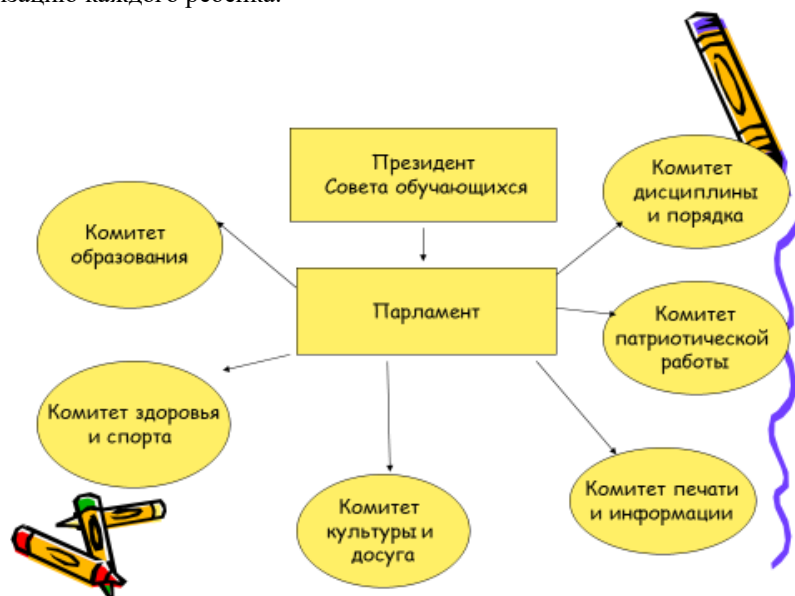 Президент
Совета обучающихся
Комитет
дисциплины
и порядка
Комитет
образования
Парламент
Комитет
патриотической
работы
Комитет здоровья
и спорта
Комитет
культуры и
досуга
Комитет печати
и информации